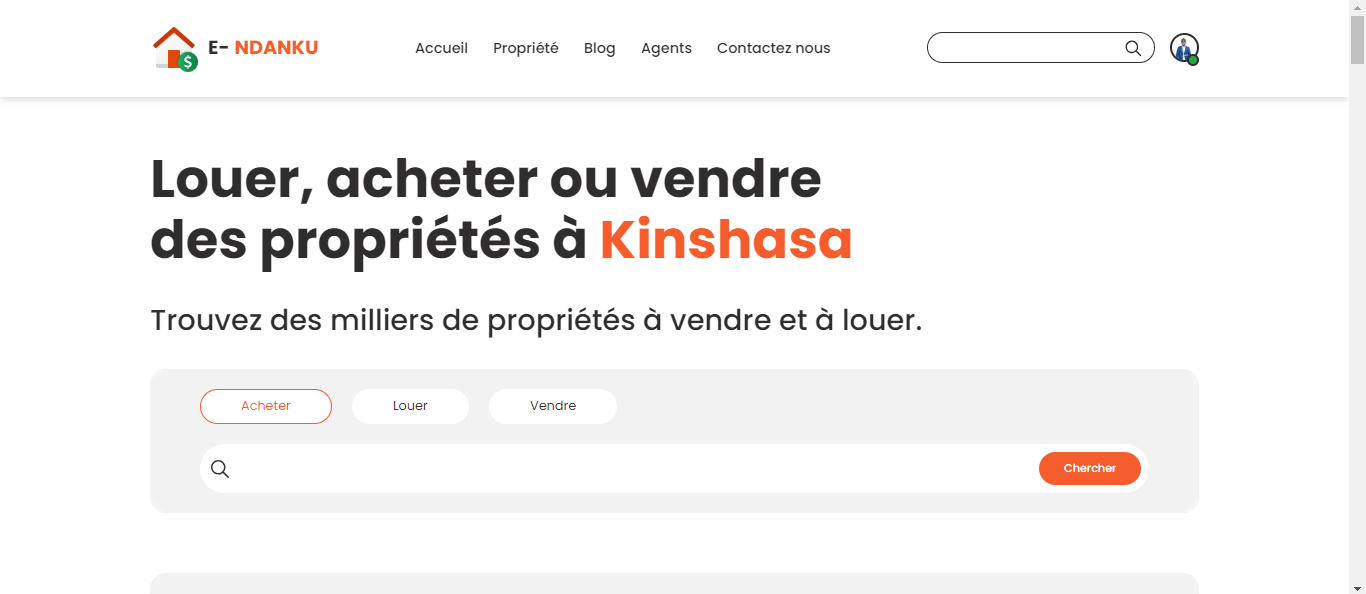 $
E- NDANKU
Accueil
Propriété
Blog
Agents
Contactez nous
Louer, acheter ou vendre
des propriétés à Kinshasa
Trouvez des milliers de propriétés à vendre et à louer.
Acheter
Louer
Vendre
Chercher